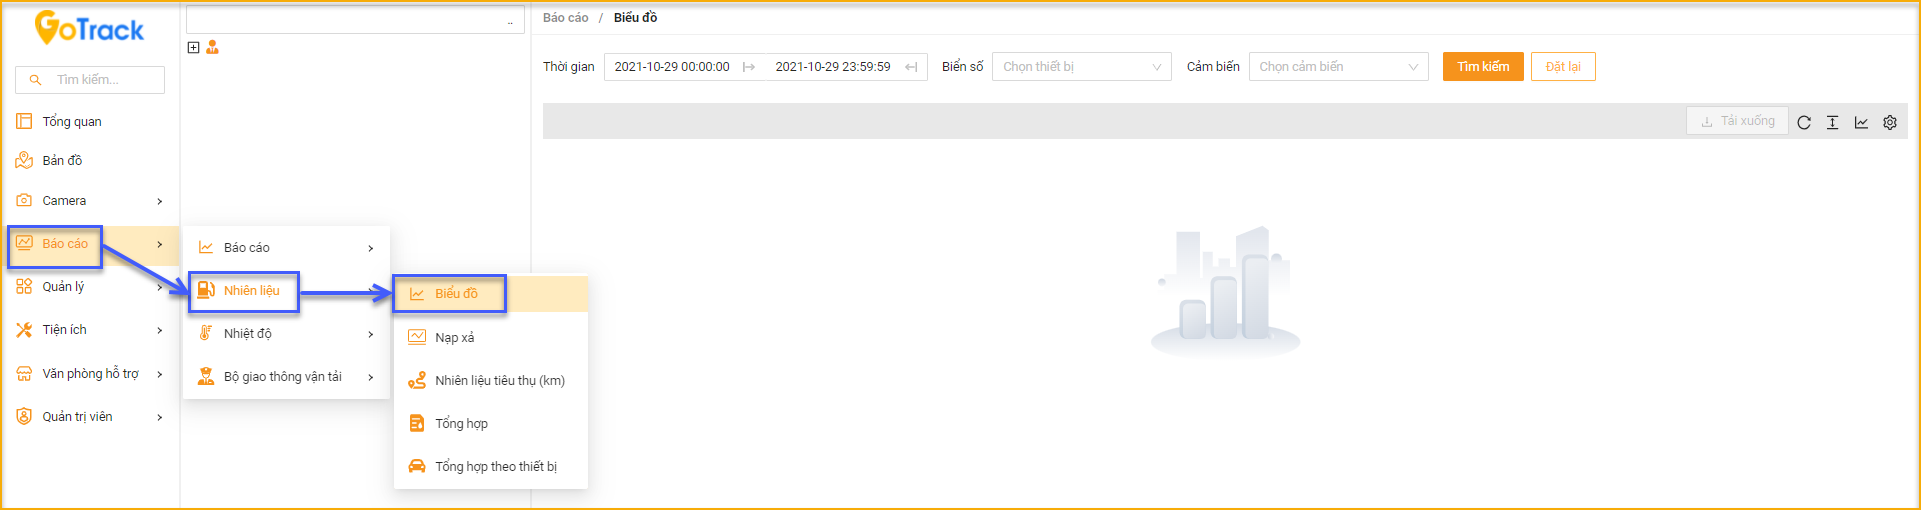 GoTrack
Tìm kiếm...
Tổng quan
Bản đồ
Camera
Báo cáo
Quản lý
Tiện ích
Văn phòng hỗ trợ
Quản trị viên
..
Báo cáo
Nhiên liệu
Nhiệt độ
Bộ giao thông vận tải
Biểu đồ
Nạp xả
Nhiên liệu tiêu thụ (km)
Tổng hợp
Tổng hợp theo thiết bị
Báo cáo / Biểu đồ
Thời gian 2021-10-29 00:00:00 2021-10-29 23:59:59 Biển số Chọn thiết bị Cảm biến Chọn cảm biến Tìm kiếm Đặt lại
Tải xuống